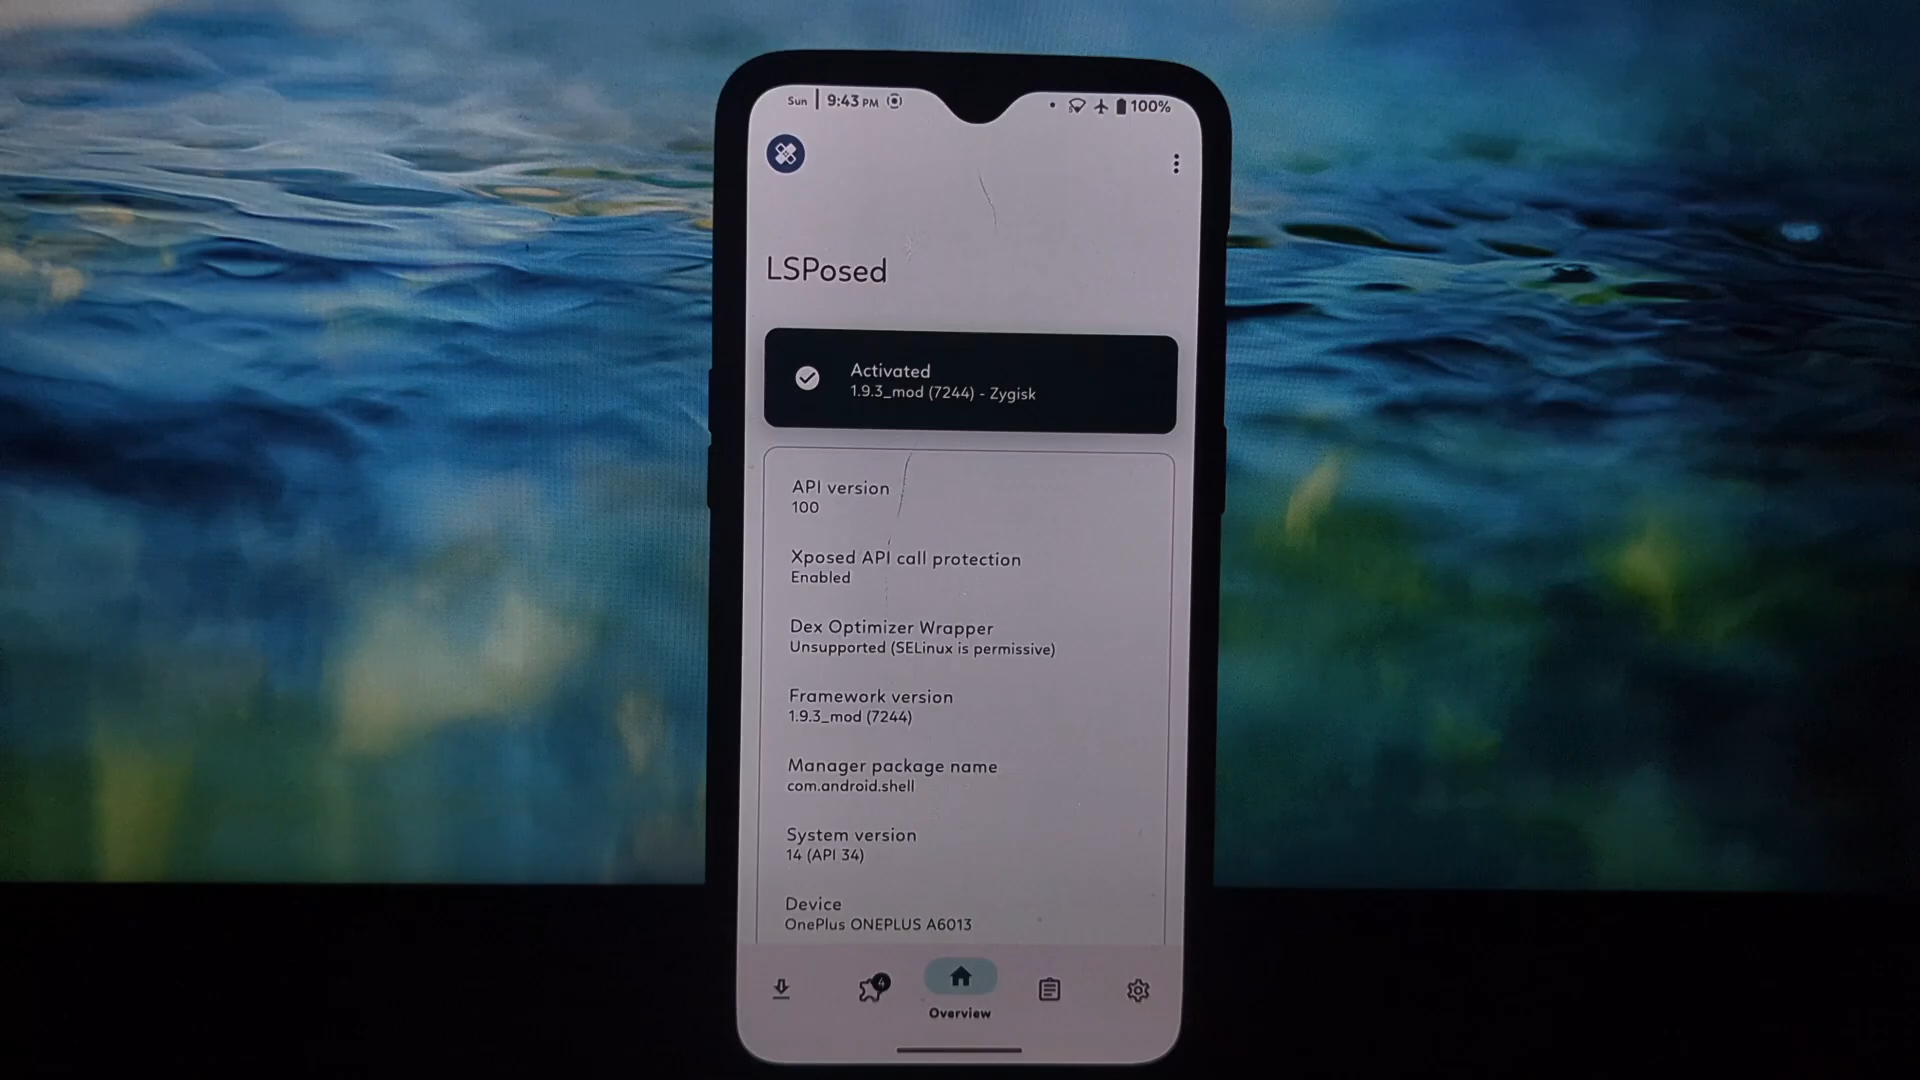 Sun 9:43 PM 100%
LSPosed
Activated
1.9.3_mod (7244) - Zygisk
API version
100
Xposed API call protection
Enabled
Dex Optimizer Wrapper
Unsupported (SELinux is permissive)
Framework version
1.9.3_mod (7244)
Manager package name
com.android.shell
System version
14 (API 34)
Device
OnePlus ONEPLUS A6013
4
Overview